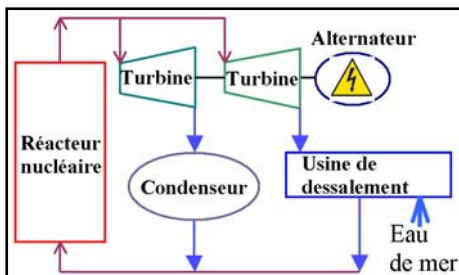 Alternateur
Turbine
Turbine
Réacteur
nucléaire
Condenseur
Usine de
dessalement
Eau
de mer